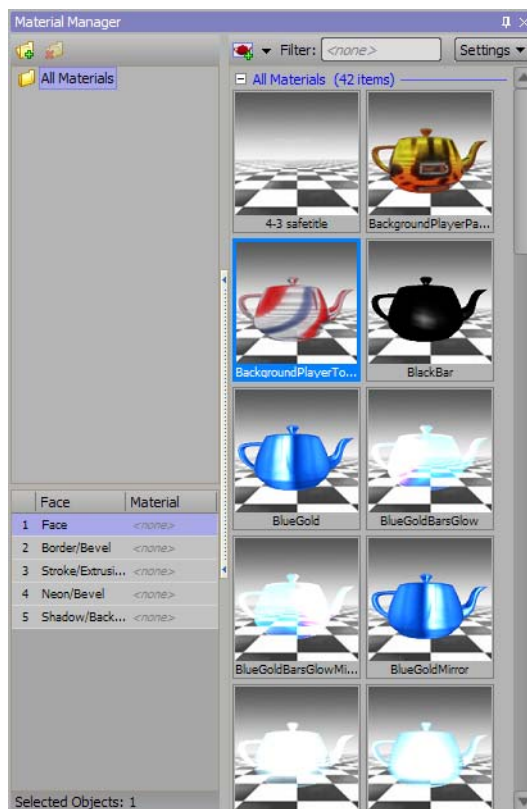 Material Manager
Filter: <none> Settings
All Materials
All Materials (42 items)
4-3 safetitle BackgroundPlayerPa...
BackgroundPlayerTo... BlackBar
BlueGold BlueGoldBarsGlow
BlueGoldBarsGlowMi... BlueGoldMirror
Face Material
1 Face <none>
2 Border/Bevel <none>
3 Stroke/Extrusi... <none>
4 Neon/Bevel <none>
5 Shadow/Back... <none>
Selected Objects: 1